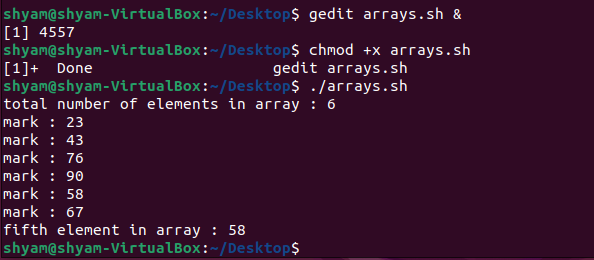 shyam@shyam-VirtualBox:~/Desktop$ gedit arrays.sh &
[1] 4557
shyam@shyam-VirtualBox:~/Desktop$ chmod +x arrays.sh
[1]+  Done                    gedit arrays.sh
shyam@shyam-VirtualBox:~/Desktop$ ./arrays.sh
total number of elements in array : 6
mark : 23
mark : 43
mark : 76
mark : 90
mark : 58
mark : 67
fifth element in array : 58
shyam@shyam-VirtualBox:~/Desktop$